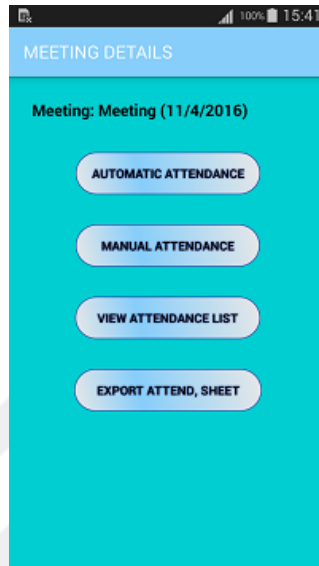 100% 15:41
MEETING DETAILS
Meeting: Meeting (11/4/2016)
AUTOMATIC ATTENDANCE
MANUAL ATTENDANCE
VIEW ATTENDANCE LIST
EXPORT ATTEND, SHEET